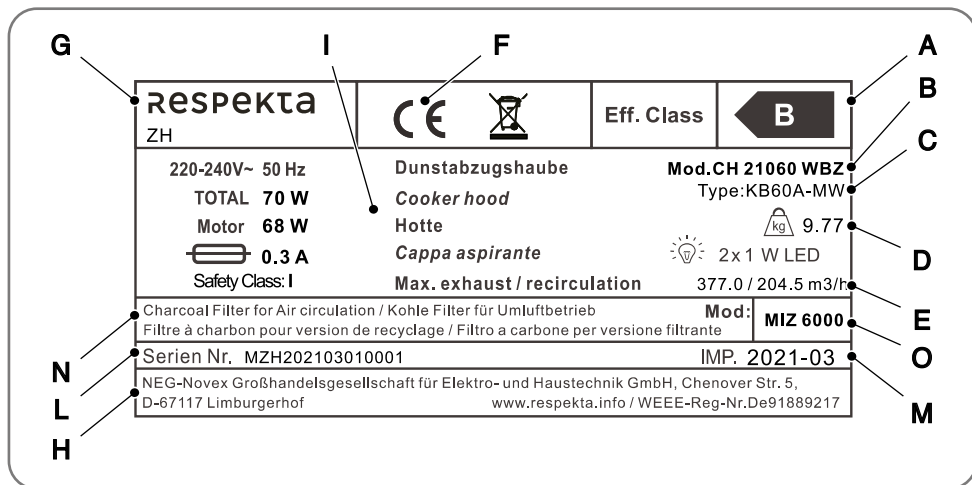 G I F A
B
C
D
E
O
M
N
L
H
Respekta
ZH
CE
Eff. Class
B
220-240V~ 50 Hz
TOTAL 70 W
Motor 68 W
0.3 A
Safety Class: I
Dunstabzugshaube
Cooker hood
Hotte
Cappa aspirante
Max. exhaust / recirculation
Mod.CH 21060 WBZ
Type:KB60A-MW
kg 9.77
2x1 W LED
377.0 / 204.5 m3/h
Charcoal Filter for Air circulation / Kohle Filter für Umluftbetrieb
Filtre à charbon pour version de recyclage / Filtro a carbone per versione filtrante
Mod: MIZ 6000
Serien Nr. MZH202103010001 IMP. 2021-03
NEG-Novex Großhandelsgesellschaft für Elektro- und Haustechnik GmbH, Chenover Str. 5,
D-67117 Limburgerhof www.respekta.info / WEEE-Reg-Nr.De91889217